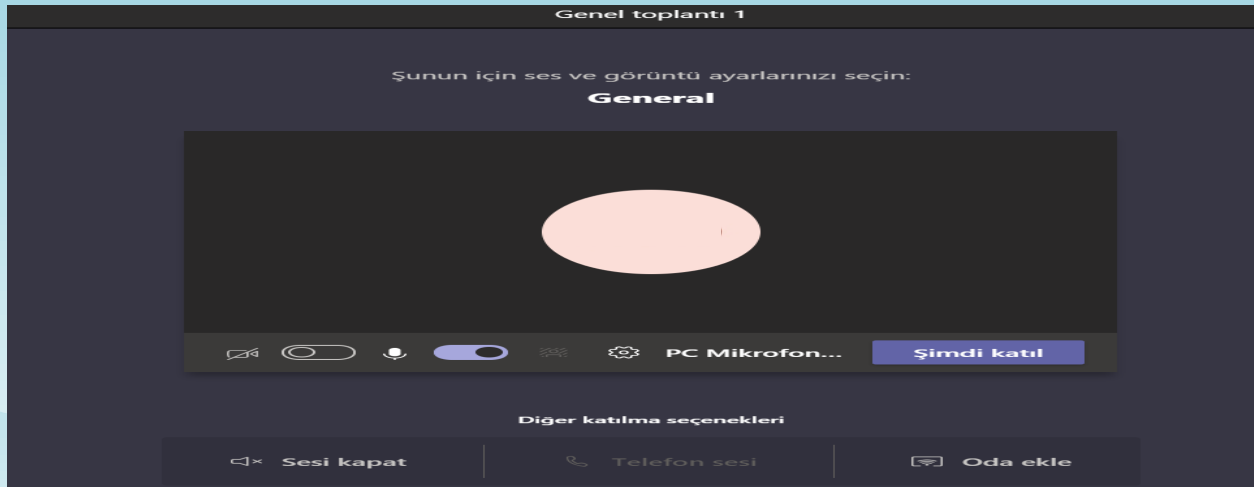 Genel toplantı 1
Şunun için ses ve görüntü ayarlarınızı seçin:
General
PC Mikrofon... Şimdi katıl
Diğer katılma seçenekleri
Sesi kapat Telefon sesi Oda ekle